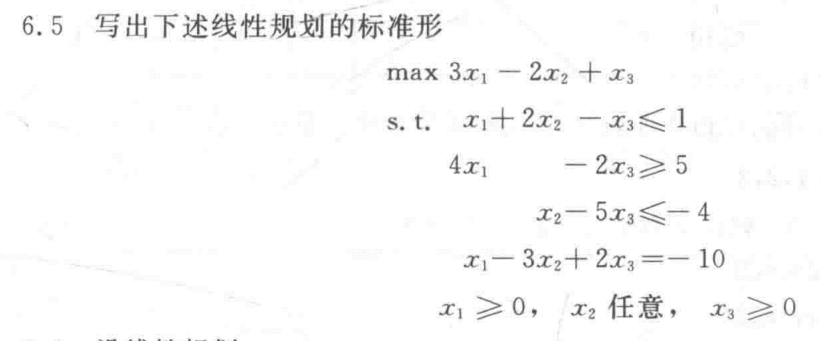 6.5 写出下述线性规划的标准形
max 3x₁ − 2x₂ + x₃
s. t. x₁ + 2x₂ − x₃ ⩽ 1
4x₁ − 2x₃ ⩾ 5
x₂ − 5x₃ ⩽ − 4
x₁ − 3x₂ + 2x₃ = − 10
x₁ ⩾ 0, x₂ 任意, x₃ ⩾ 0